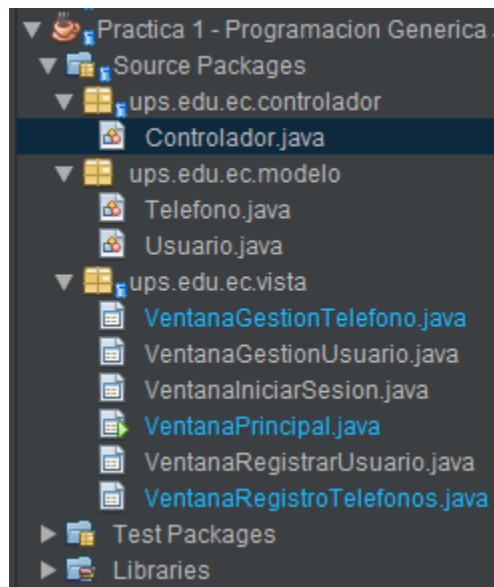 Practica 1 - Programacion Generica
Source Packages
ups.edu.ec.controlador
Controlador.java
ups.edu.ec.modelo
Telefono.java
Usuario.java
ups.edu.ec.vista
VentanaGestionTelefono.java
VentanaGestionUsuario.java
VentanaIniciarSesion.java
VentanaPrincipal.java
VentanaRegistrarUsuario.java
VentanaRegistroTelefonos.java
Test Packages
Libraries